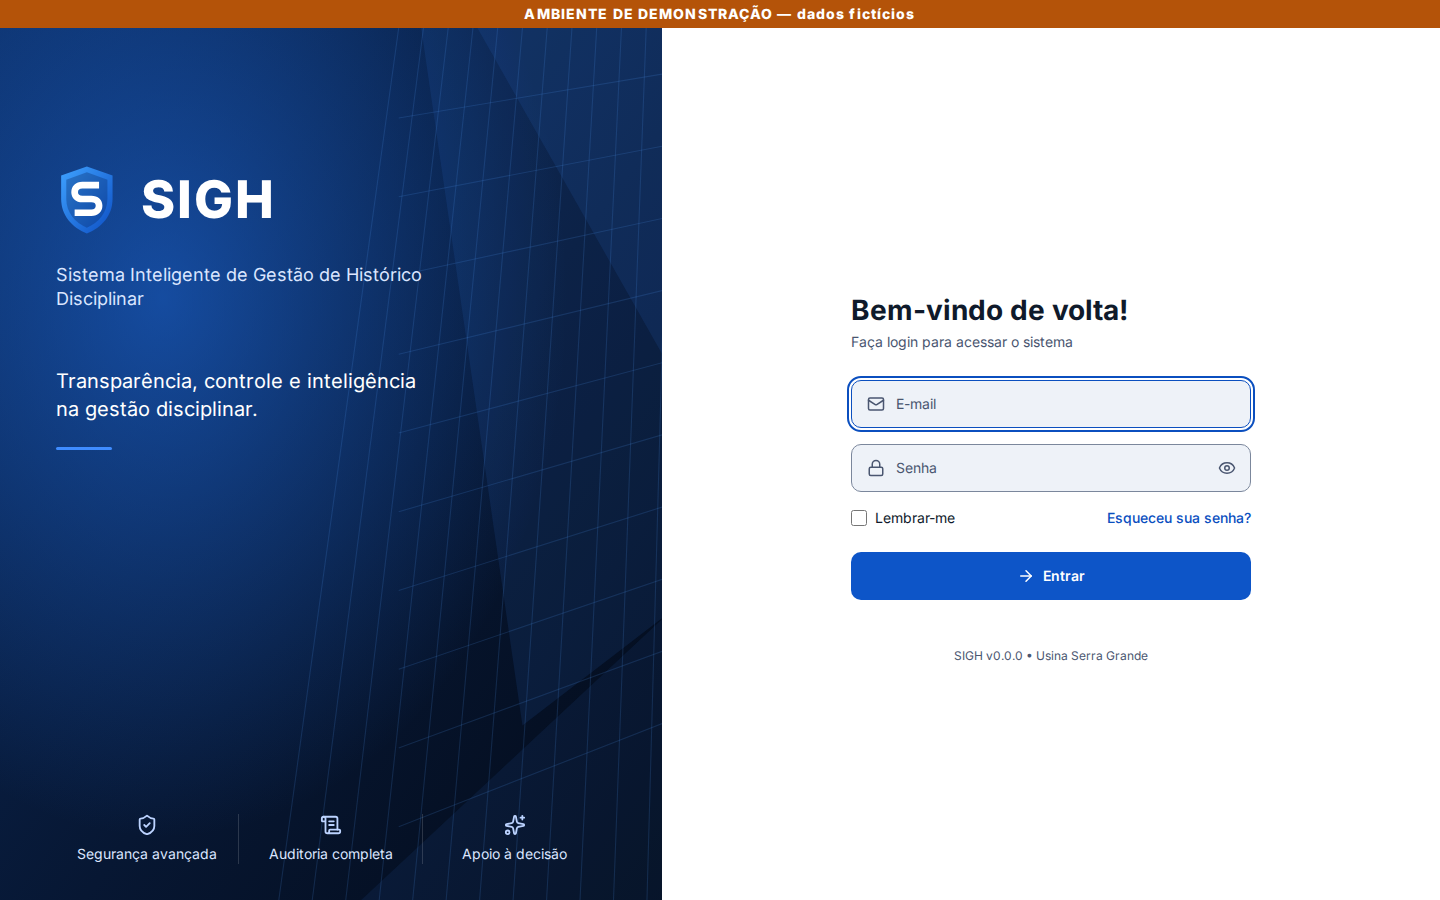 AMBIENTE DE DEMONSTRAÇÃO — dados fictícios
SIGH
Sistema Inteligente de Gestão de Histórico
Disciplinar
Transparência, controle e inteligência
na gestão disciplinar.
Segurança avançada
Auditoria completa
Apoio à decisão
Bem-vindo de volta!
Faça login para acessar o sistema
E-mail
Senha
Lembrar-me
Esqueceu sua senha?
Entrar
SIGH v0.0.0 • Usina Serra Grande